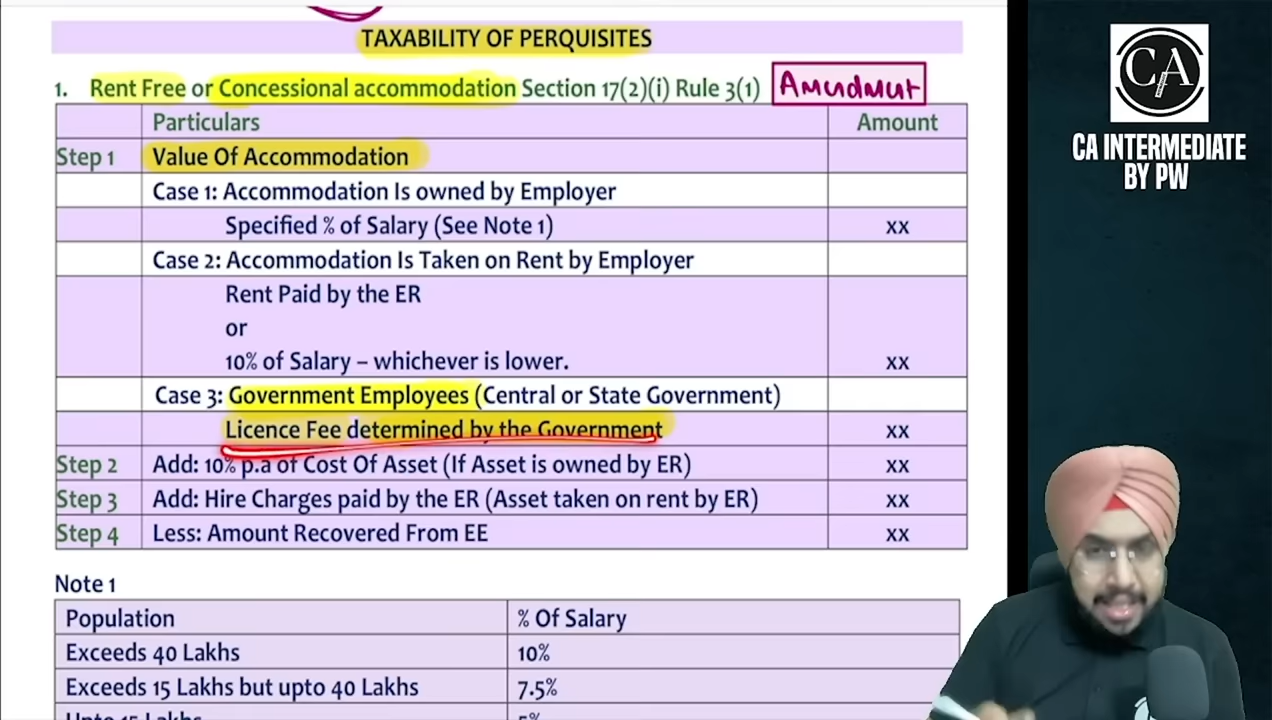 TAXABILITY OF PERQUISITES
1. Rent Free or Concessional accommodation Section 17(2)(i) Rule 3(1) Amendment
Particulars Amount
Step 1 Value Of Accommodation
Case 1: Accommodation Is owned by Employer
Specified % of Salary (See Note 1) xx
Case 2: Accommodation Is Taken on Rent by Employer
Rent Paid by the ER
or
10% of Salary – whichever is lower. xx
Case 3: Government Employees (Central or State Government)
Licence Fee determined by the Government xx
Step 2 Add: 10% p.a of Cost Of Asset (If Asset is owned by ER) xx
Step 3 Add: Hire Charges paid by the ER (Asset taken on rent by ER) xx
Step 4 Less: Amount Recovered From EE xx
Note 1
Population % Of Salary
Exceeds 40 Lakhs 10%
Exceeds 15 Lakhs but upto 40 Lakhs 7.5%
Upto 15 Lakhs 5%
CA
CA INTERMEDIATE
BY PW